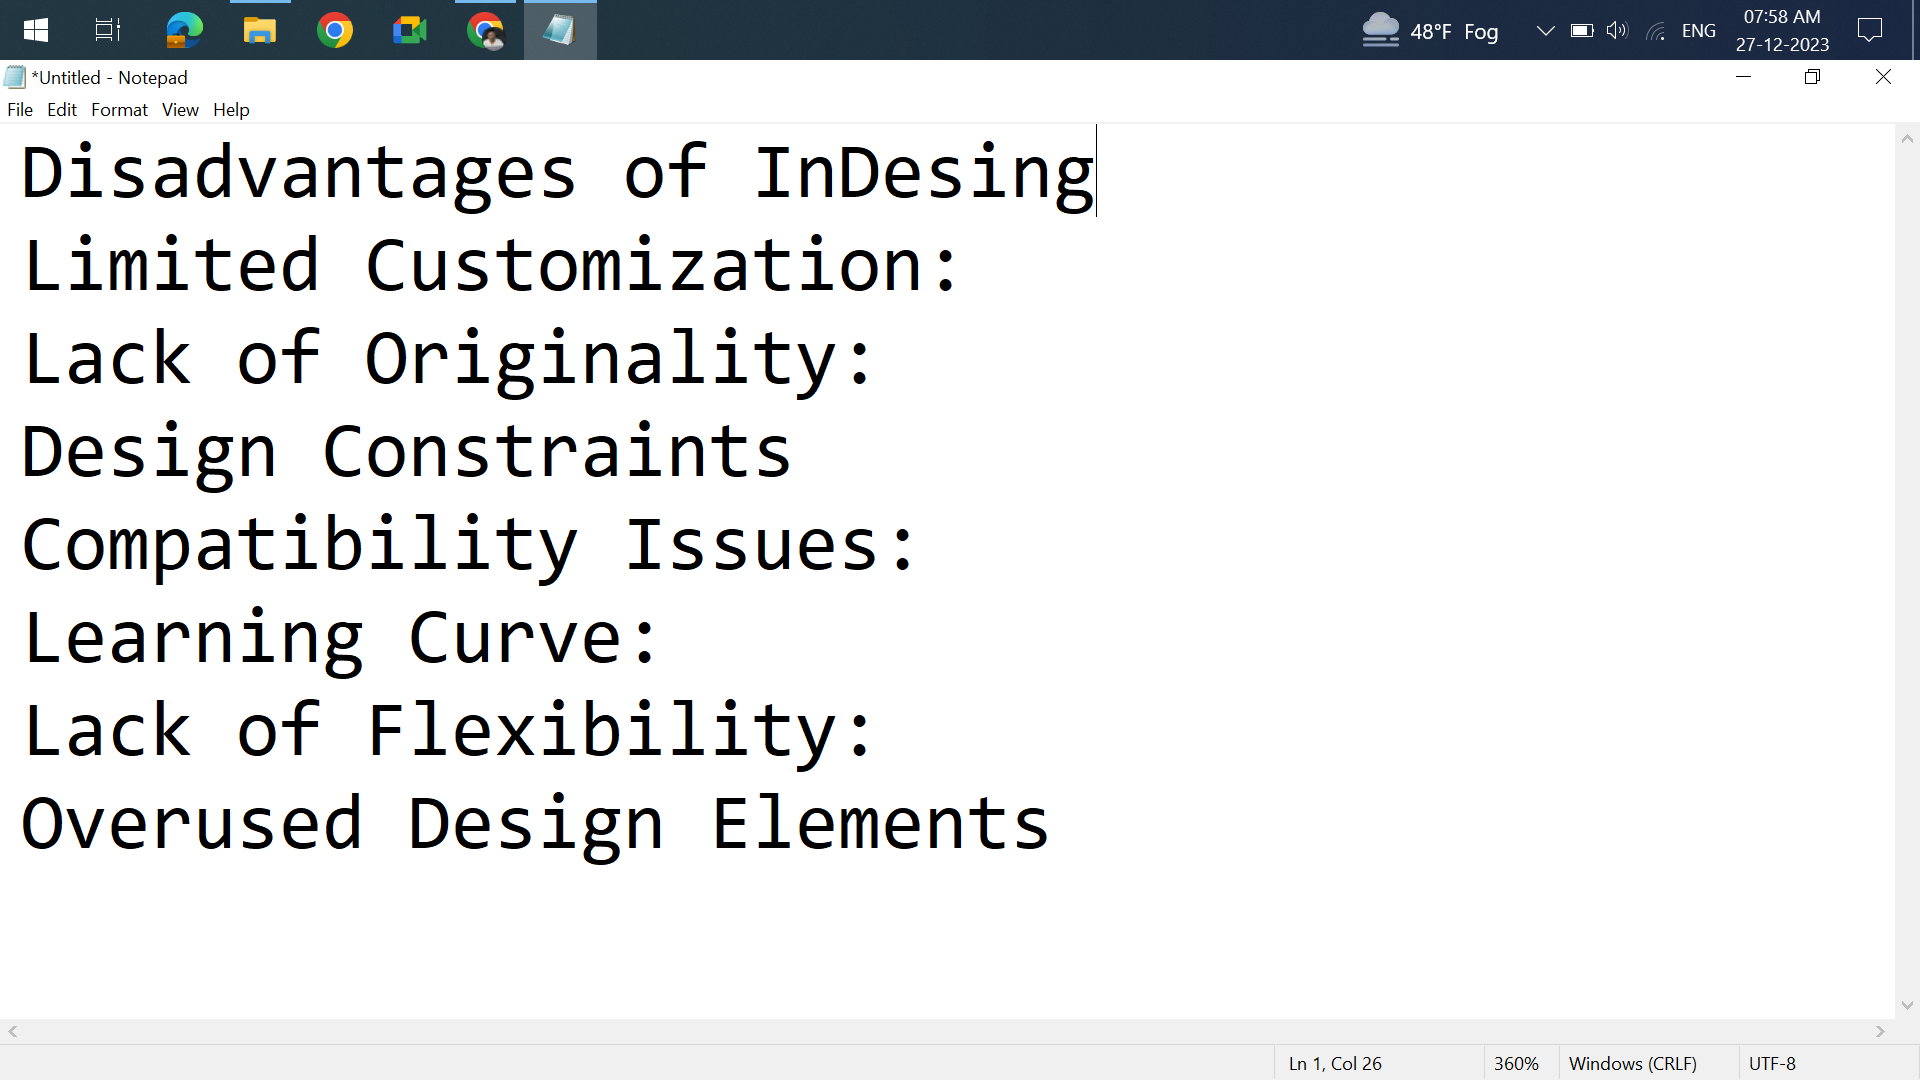 48°F Fog
ENG
07:58 AM
27-12-2023
*Untitled - Notepad
File Edit Format View Help
Disadvantages of InDesing
Limited Customization:
Lack of Originality:
Design Constraints
Compatibility Issues:
Learning Curve:
Lack of Flexibility:
Overused Design Elements
Ln 1, Col 26
360%
Windows (CRLF)
UTF-8